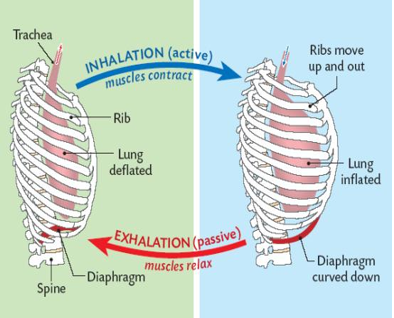 Trachea
INHALATION (active)
muscles contract
Ribs move
up and out
Rib
Lung
deflated
Lung
inflated
EXHALATION (passive)
muscles relax
Diaphragm
Spine
Diaphragm
curved down